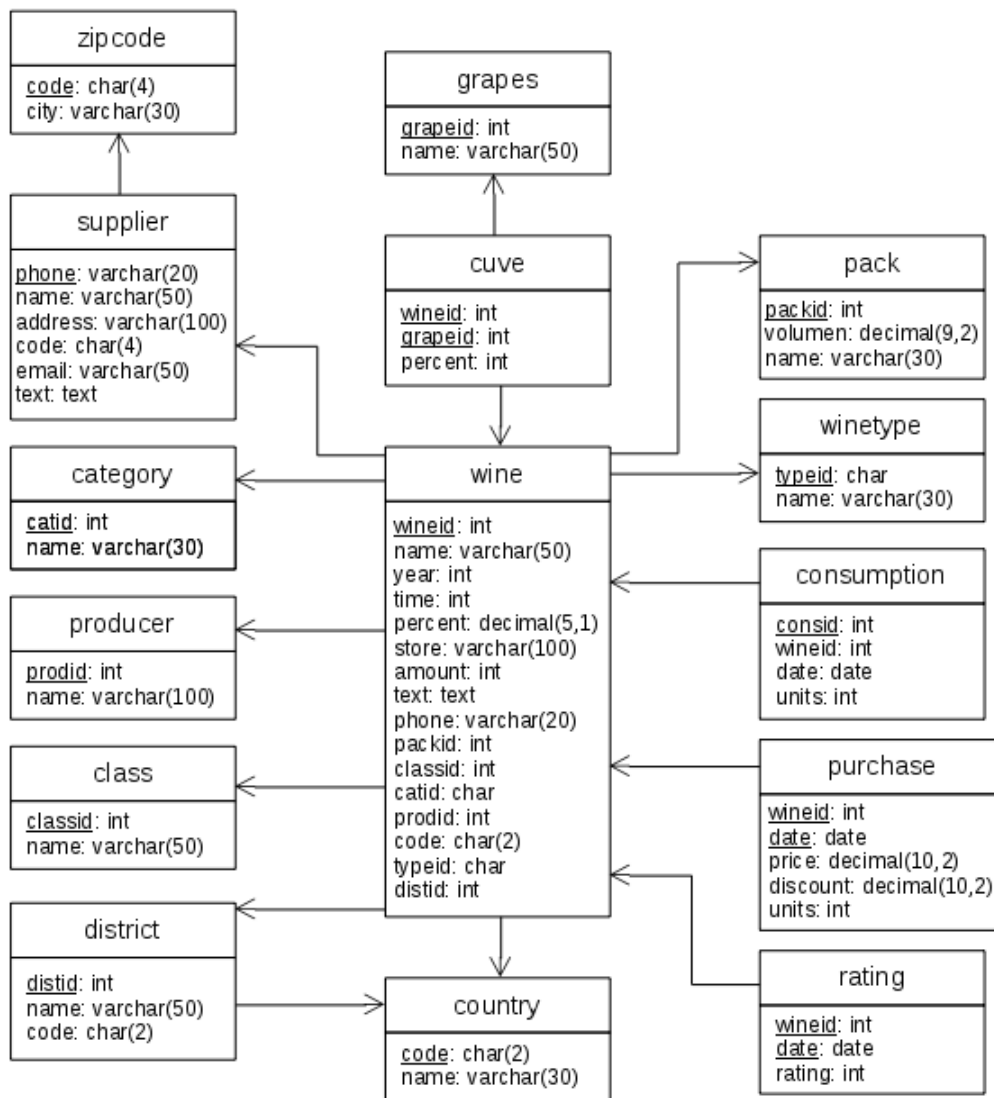 zipcode
code: char(4)
city: varchar(30)
grapes
grapeid: int
name: varchar(50)
supplier
phone: varchar(20)
name: varchar(50)
address: varchar(100)
code: char(4)
email: varchar(50)
text: text
cuve
wineid: int
grapeid: int
percent: int
pack
packid: int
volumen: decimal(9,2)
name: varchar(30)
winetype
typeid: char
name: varchar(30)
category
catid: int
name: varchar(30)
wine
wineid: int
name: varchar(50)
year: int
time: int
percent: decimal(5,1)
store: varchar(100)
amount: int
text: text
phone: varchar(20)
packid: int
classid: int
catid: char
prodid: int
code: char(2)
typeid: char
distid: int
consumption
consid: int
wineid: int
date: date
units: int
producer
prodid: int
name: varchar(100)
class
classid: int
name: varchar(50)
purchase
wineid: int
date: date
price: decimal(10,2)
discount: decimal(10,2)
units: int
district
distid: int
name: varchar(50)
code: char(2)
country
code: char(2)
name: varchar(30)
rating
wineid: int
date: date
rating: int